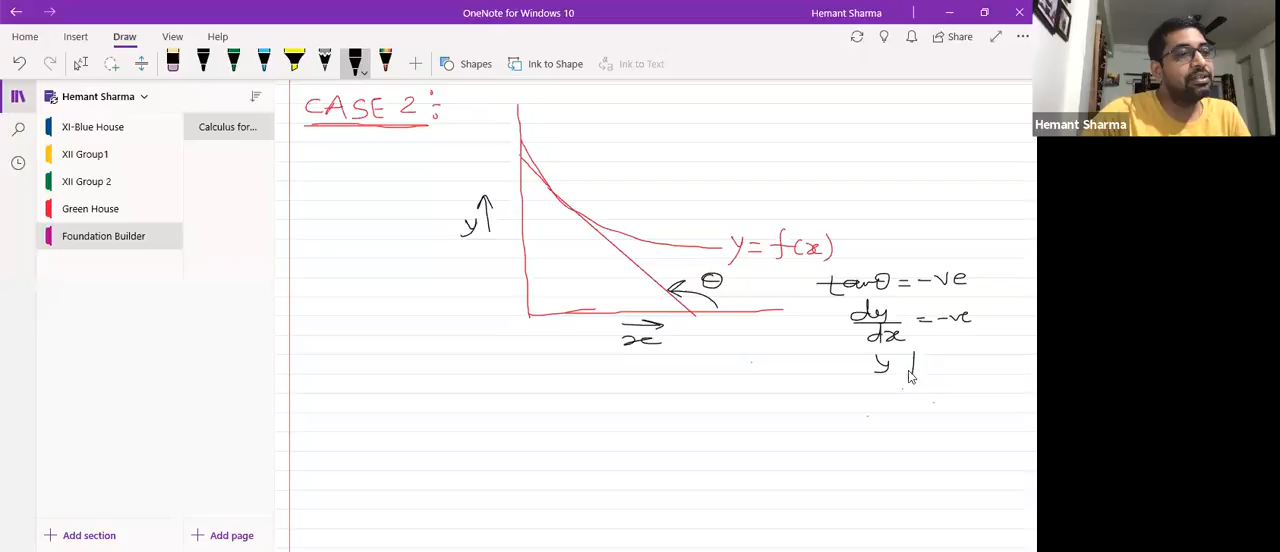 OneNote for Windows 10
Hemant Sharma
Home Insert Draw View Help
Share
Shapes Ink to Shape Ink to Text
Hemant Sharma
XI-Blue House
XII Group1
XII Group 2
Green House
Foundation Builder
Calculus for...
Add section
Add page
Hemant Sharma
CASE 2:
y
y = f(x)
θ
x
tanθ = -ve
dy/dx = -ve
y